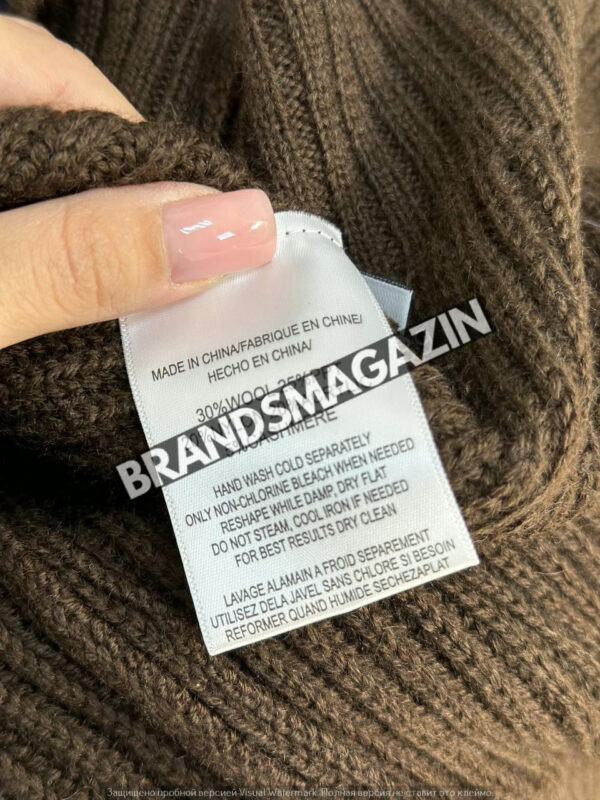 MADE IN CHINA/FABRIQUE EN CHINE/
HECHO EN CHINA/
30%WOOL 25%
BRANDSMAGAZIN
CASHMERE
HAND WASH COLD SEPARATELY
ONLY NON-CHLORINE BLEACH WHEN NEEDED
RESHAPE WHILE DAMP, DRY FLAT
DO NOT STEAM, COOL IRON IF NEEDED
FOR BEST RESULTS DRY CLEAN
LAVAGE ALAMAIN A FROID SEPAREMENT
UTILISEZ DELA JAVEL SANS CHLORE SI BESOIN
REFORMER QUAND HUMIDE SECHEZAPLAT
Защищено пробной версией Visual Watermark. Полная версия не ставит это клеймо.